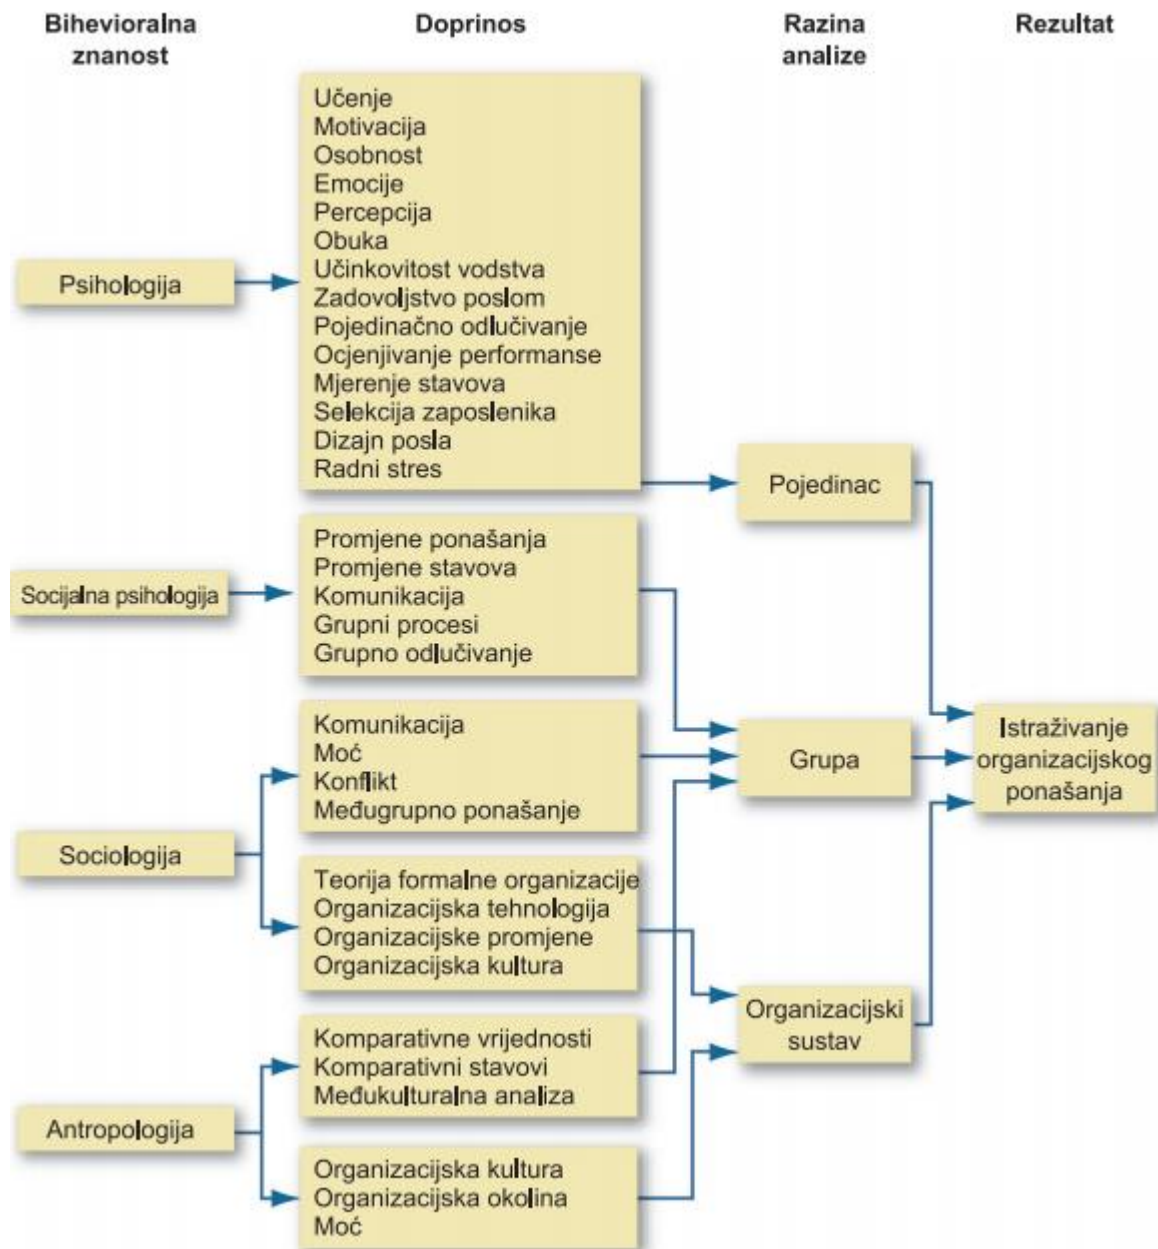 Bihevioralna
znanost
Doprinos
Razina
analize
Rezultat
Psihologija
Učenje
Motivacija
Osobnost
Emocije
Percepcija
Obuka
Učinkovitost vodstva
Zadovoljstvo poslom
Pojedinačno odlučivanje
Ocjenjivanje performanse
Mjerenje stavova
Selekcija zaposlenika
Dizajn posla
Radni stres
Pojedinac
Socijalna psihologija
Promjene ponašanja
Promjene stavova
Komunikacija
Grupni procesi
Grupno odlučivanje
Sociologija
Komunikacija
Moć
Konflikt
Međugrupno ponašanje
Grupa
Istraživanje
organizacijskog
ponašanja
Teorija formalne organizacije
Organizacijska tehnologija
Organizacijske promjene
Organizacijska kultura
Organizacijski
sustav
Antropologija
Komparativne vrijednosti
Komparativni stavovi
Međukulturalna analiza
Organizacijska kultura
Organizacijska okolina
Moć